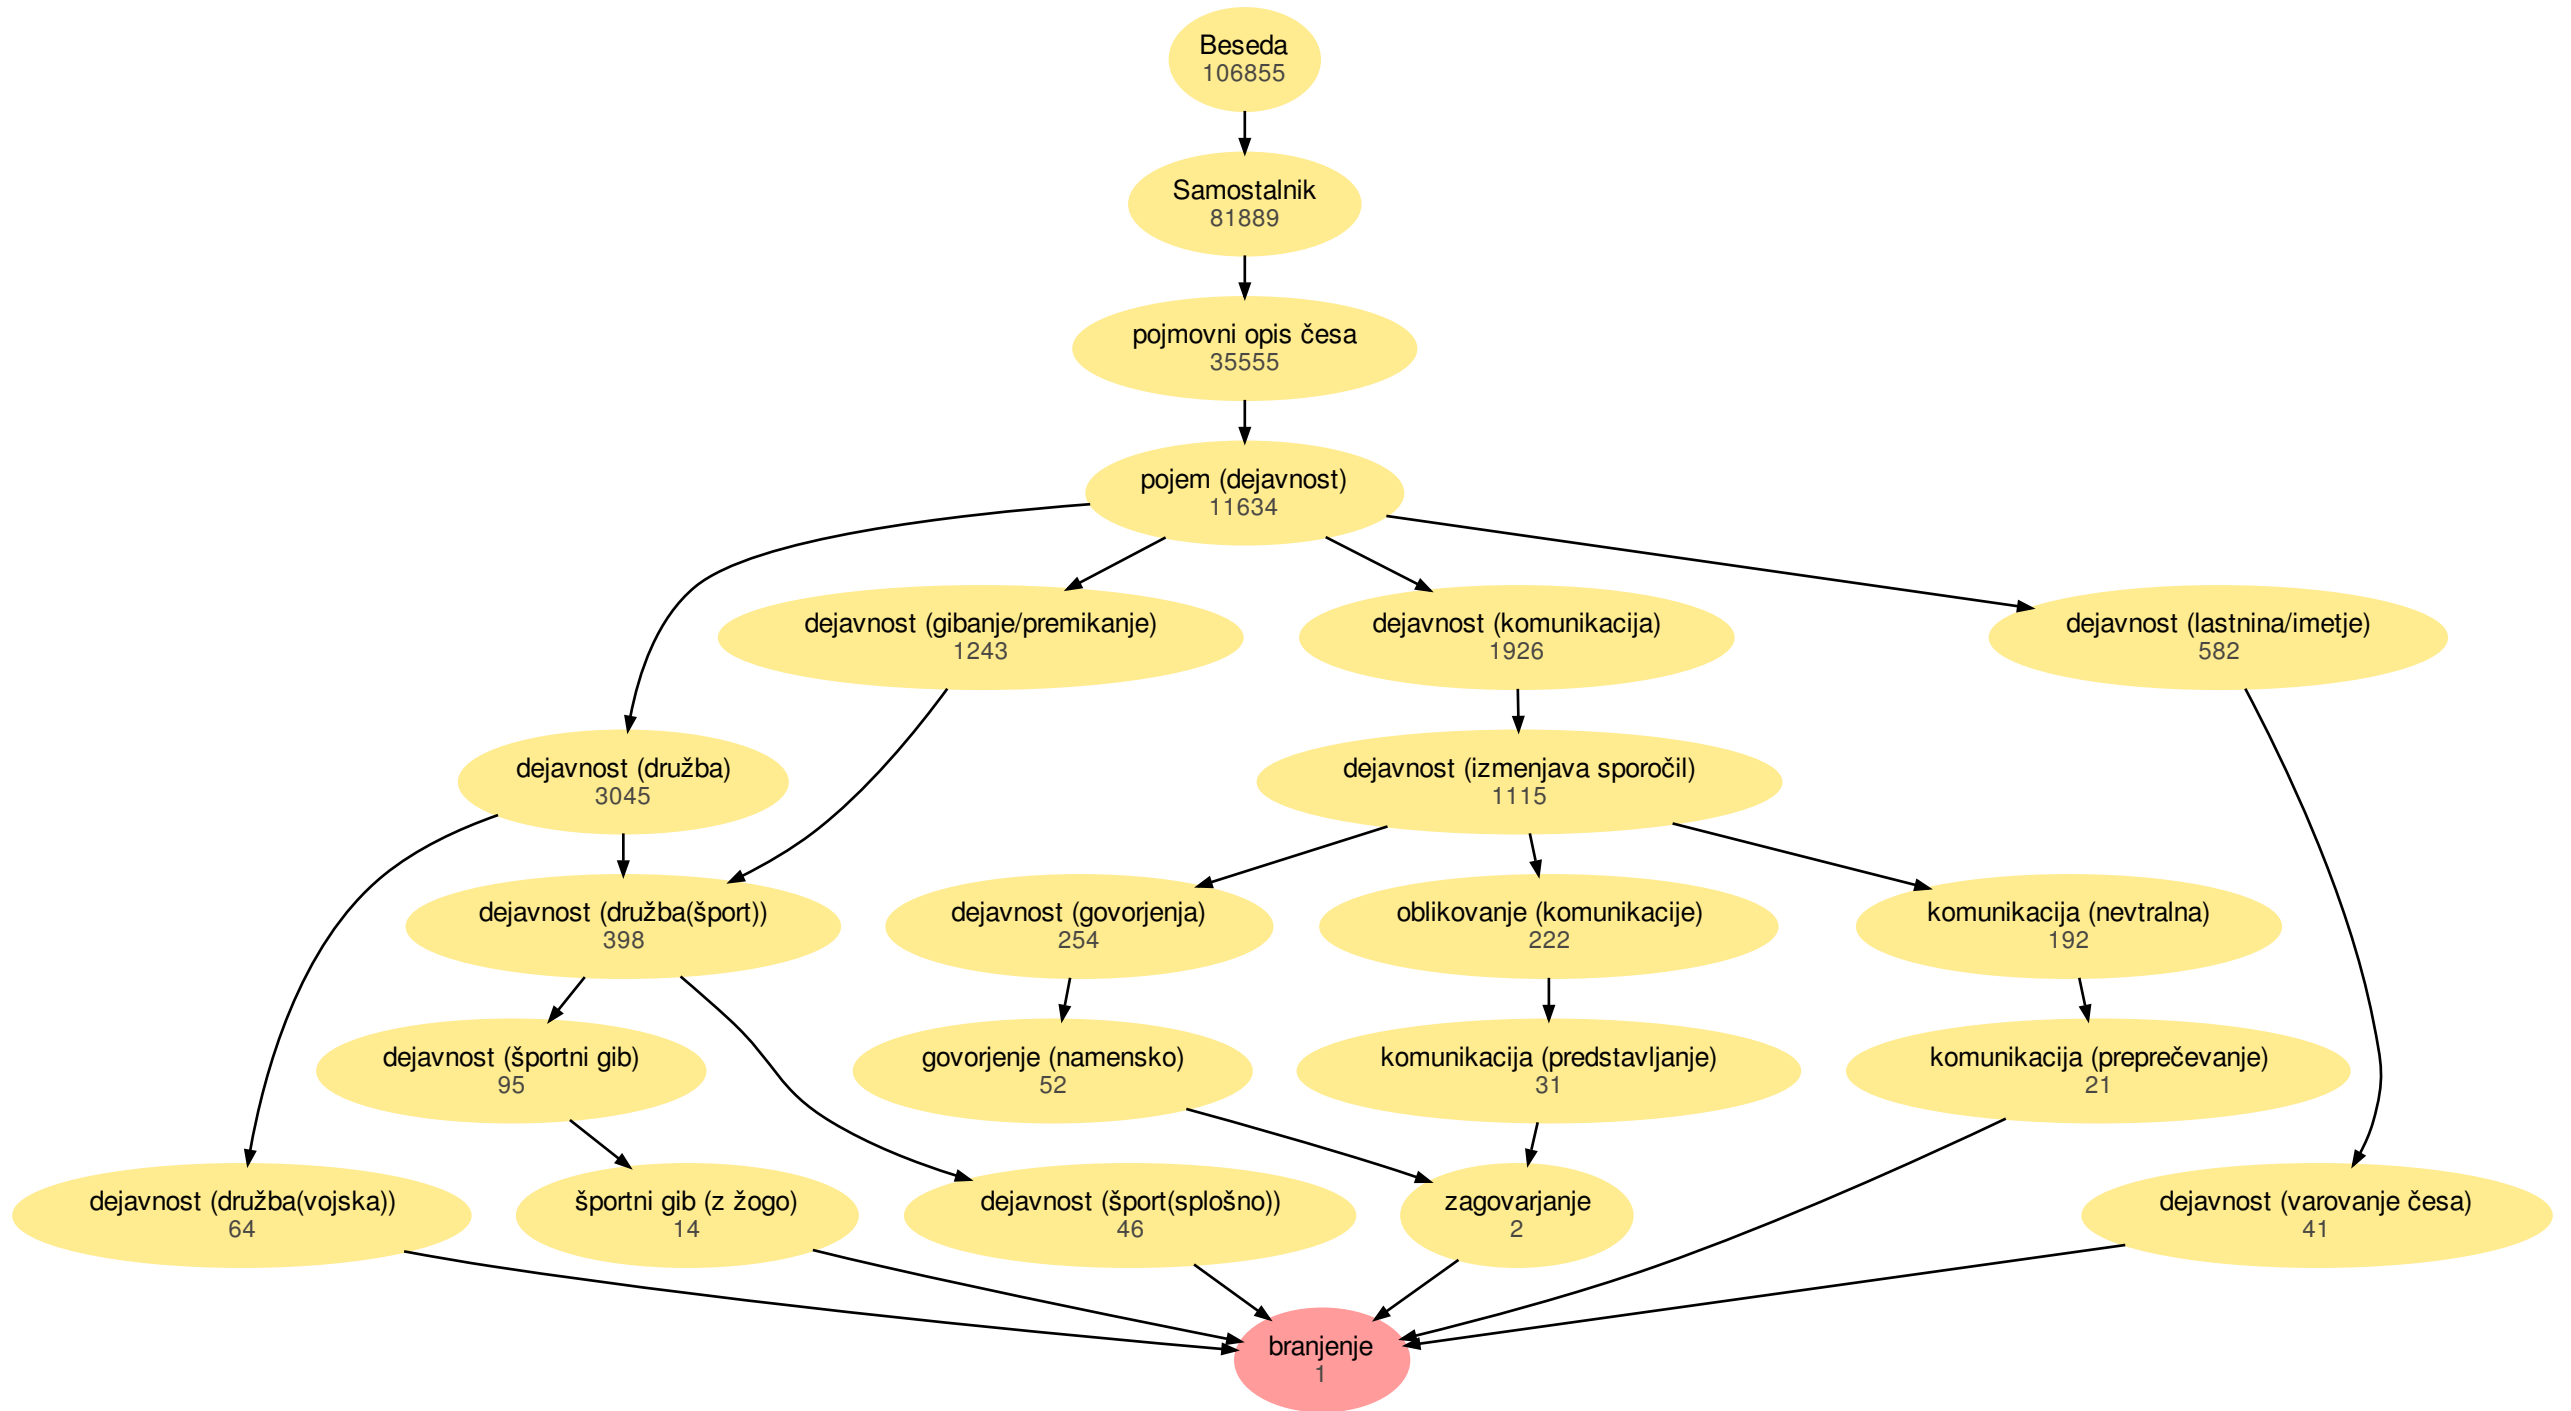 Beseda
106855
Samostalnik
81889
pojmovni opis česa
35555
pojem (dejavnost)
11634
dejavnost (gibanje/premikanje)
1243
dejavnost (komunikacija)
1926
dejavnost (lastnina/imetje)
582
dejavnost (družba)
3045
dejavnost (izmenjava sporočil)
1115
dejavnost (družba(šport))
398
dejavnost (govorjenja)
254
oblikovanje (komunikacije)
222
komunikacija (nevtralna)
192
dejavnost (športni gib)
95
govorjenje (namensko)
52
komunikacija (predstavljanje)
31
komunikacija (preprečevanje)
21
dejavnost (družba(vojska))
64
športni gib (z žogo)
14
dejavnost (šport(splošno))
46
zagovarjanje
2
dejavnost (varovanje česa)
41
branjenje
1